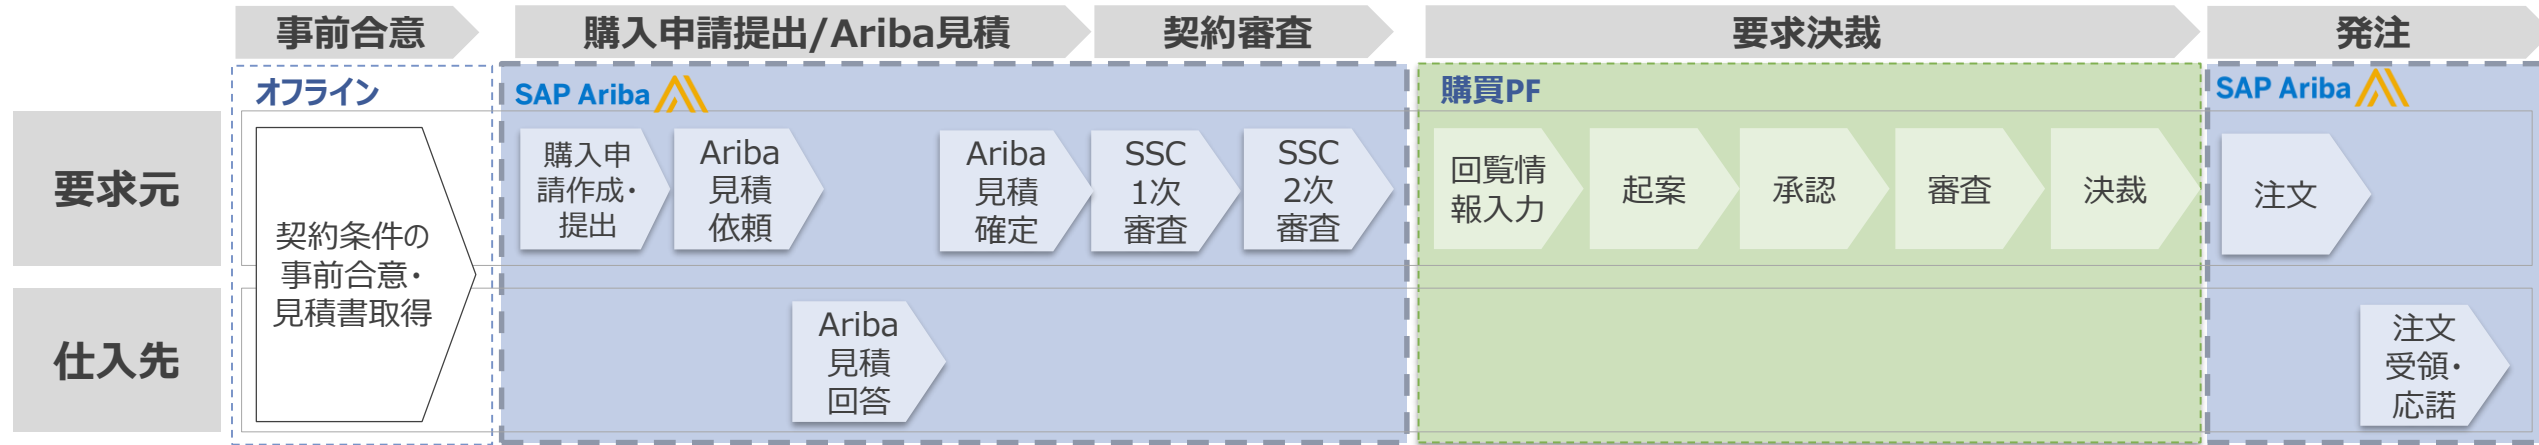 事前合意
購入申請提出/Ariba見積
契約審査
要求決裁
発注
オフライン
SAP Ariba
購買PF
SAP Ariba
要求元
契約条件の
事前合意・
見積書取得
購入申
請作成・
提出
Ariba
見積
依頼
Ariba
見積
確定
SSC
1次
審査
SSC
2次
審査
回覧情
報入力
起案
承認
審査
決裁
注文
仕入先
Ariba
見積
回答
注文
受領・
応諾